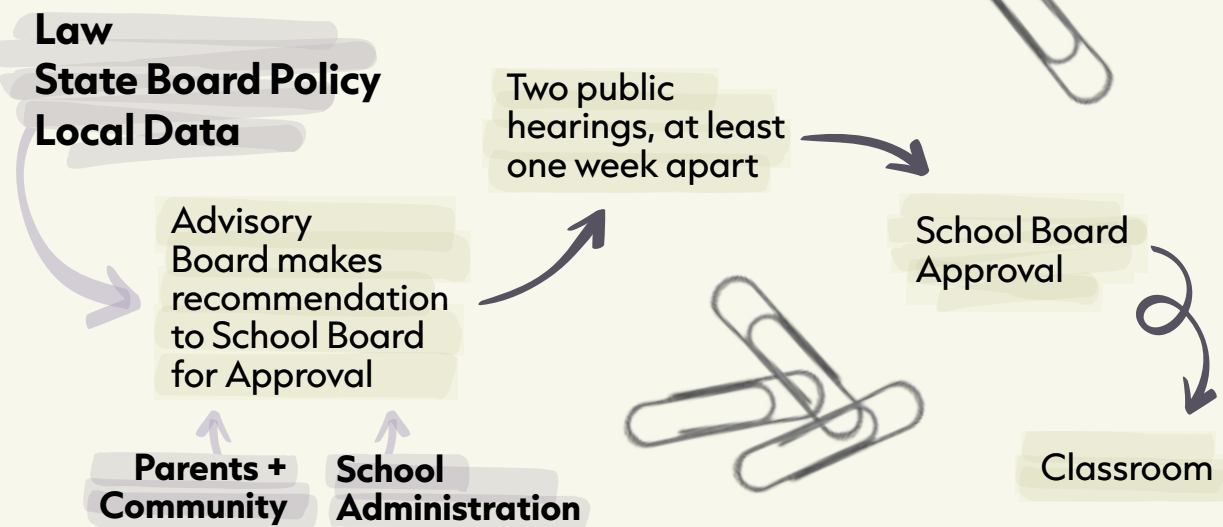 Law
State Board Policy
Local Data
Advisory
Board makes
recommendation
to School Board
for Approval
Parents +
Community
School
Administration
Two public
hearings, at least
one week apart
School Board
Approval
Classroom